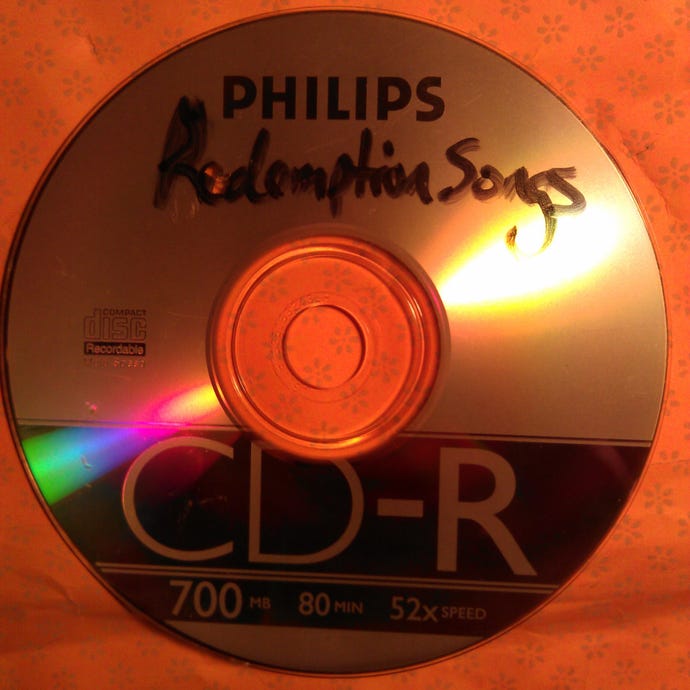 PHILIPS
Redemption Songs
COMPACT
disc
Recordable
CD-R
700 MB 80 MIN 52x SPEED